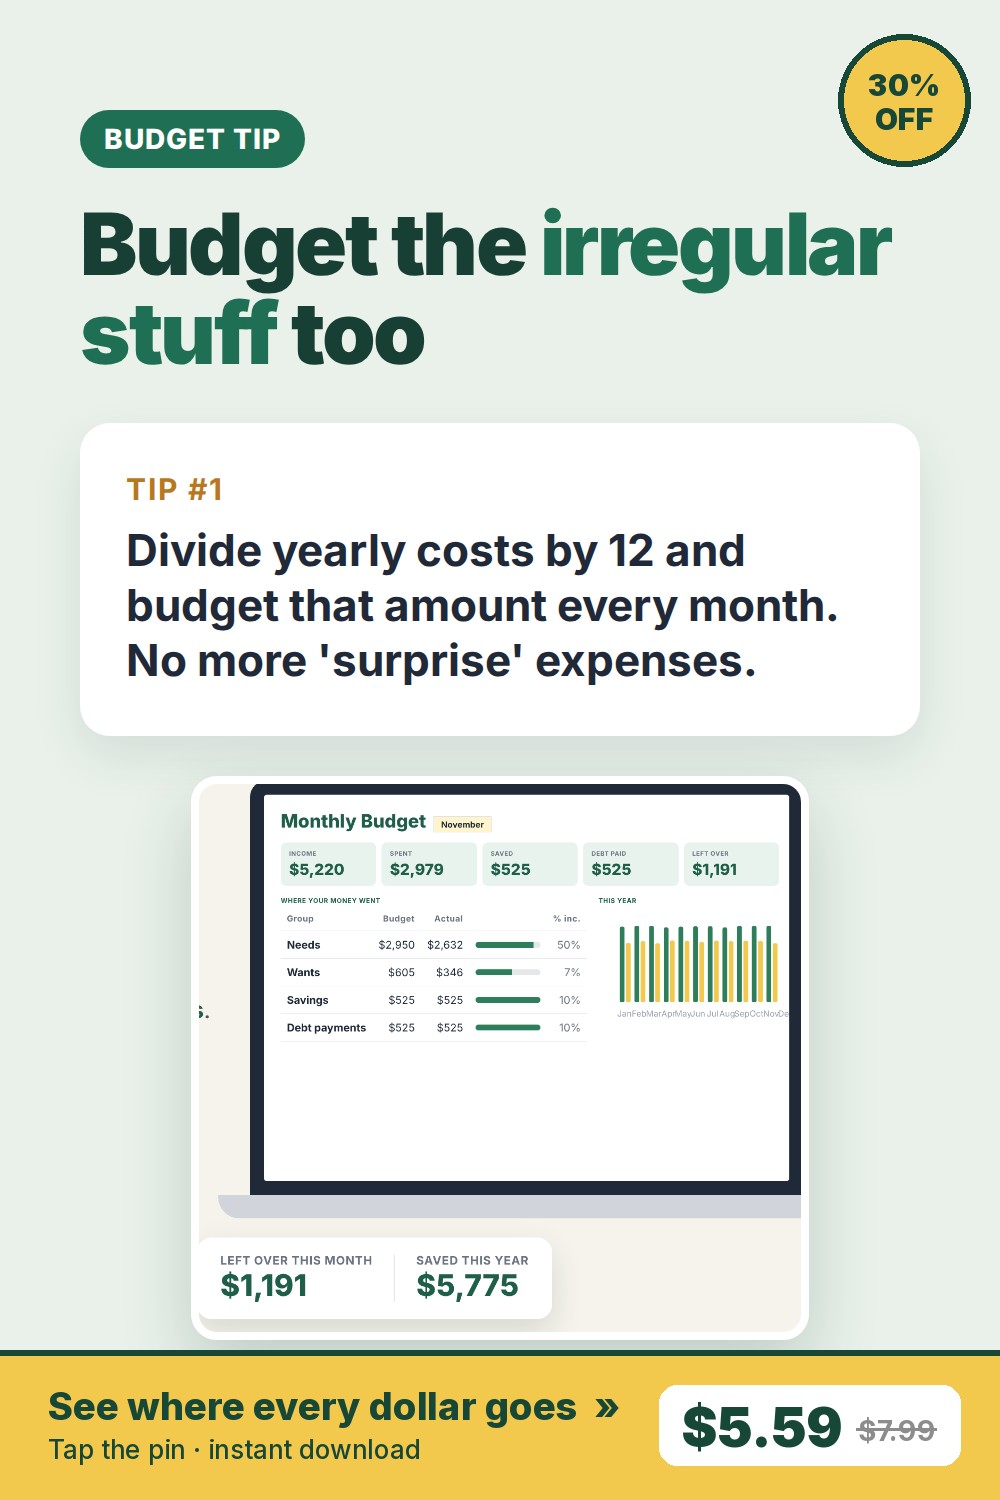 30%
OFF
BUDGET TIP
Budget the irregular
stuff too
TIP #1
Divide yearly costs by 12 and
budget that amount every month.
No more 'surprise' expenses.
Monthly Budget November
INCOME SPENT SAVED DEBT PAID LEFT OVER
$5,220 $2,979 $525 $525 $1,191
WHERE YOUR MONEY WENT THIS YEAR
Group Budget Actual % inc.
Needs $2,950 $2,632 50%
Wants $605 $346 7%
Savings $525 $525 10%
s. JanFebMarAprMayJun JulAugSepOctNovDe
Debt payments $525 $525 10%
LEFT OVER THIS MONTH SAVED THIS YEAR
$1,191 $5,775
See where every dollar goes »
Tap the pin · instant download
$5.59 $7.99